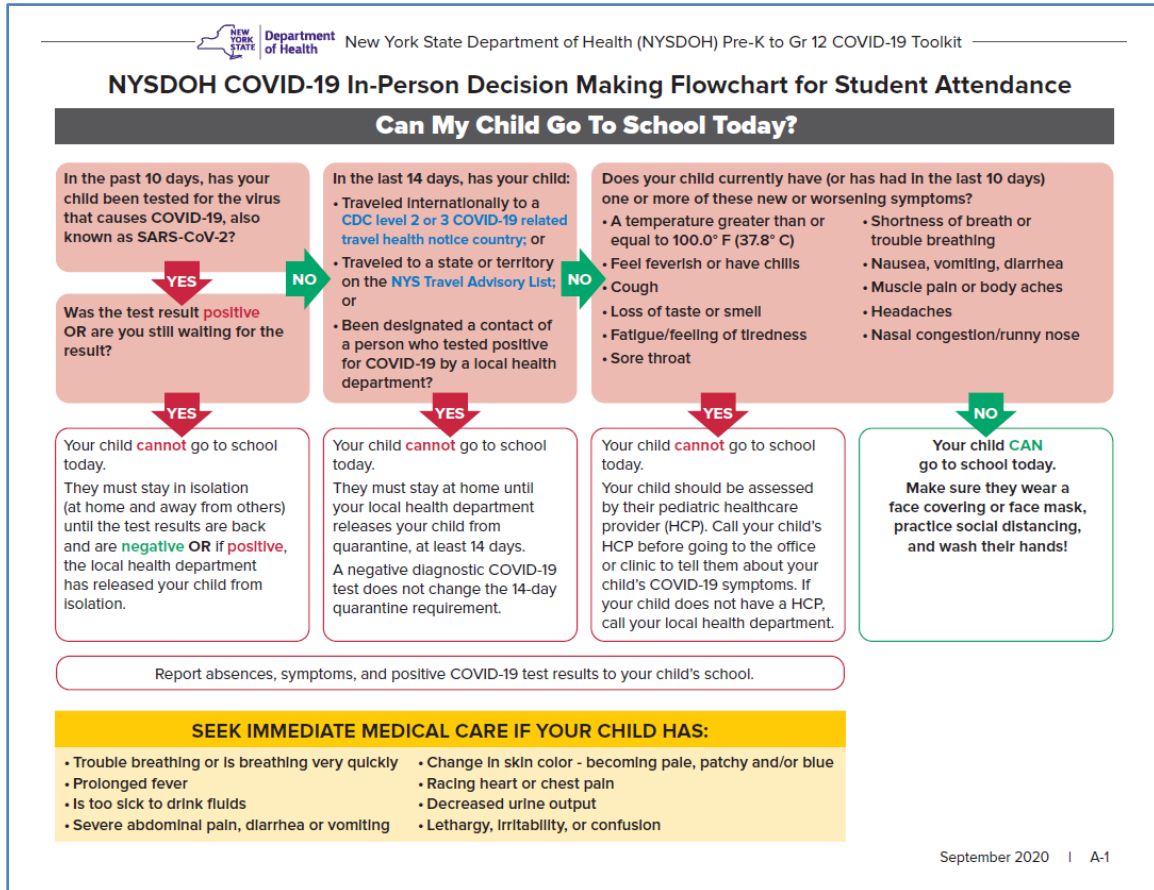 NEW
YORK
STATE
Department
of Health
New York State Department of Health (NYSDOH) Pre-K to Gr 12 COVID-19 Toolkit
NYSDOH COVID-19 In-Person Decision Making Flowchart for Student Attendance
Can My Child Go To School Today?
In the past 10 days, has your
child been tested for the virus
that causes COVID-19, also
known as SARS-CoV-2?
YES
NO
Was the test result positive
OR are you still waiting for the
result?
YES
Your child cannot go to school
today.
They must stay in isolation
(at home and away from others)
until the test results are back
and are negative OR if positive,
the local health department
has released your child from
isolation.
In the last 14 days, has your child:
• Traveled internationally to a
CDC level 2 or 3 COVID-19 related
travel health notice country; or
• Traveled to a state or territory
on the NYS Travel Advisory List;
or
• Been designated a contact of
a person who tested positive
for COVID-19 by a local health
department?
NO
YES
Your child cannot go to school
today.
They must stay at home until
your local health department
releases your child from
quarantine, at least 14 days.
A negative diagnostic COVID-19
test does not change the 14-day
quarantine requirement.
Does your child currently have (or has had in the last 10 days)
one or more of these new or worsening symptoms?
• A temperature greater than or
equal to 100.0° F (37.8° C)
• Feel feverish or have chills
• Cough
• Loss of taste or smell
• Fatigue/feeling of tiredness
• Sore throat
• Shortness of breath or
trouble breathing
• Nausea, vomiting, diarrhea
• Muscle pain or body aches
• Headaches
• Nasal congestion/runny nose
YES
Your child cannot go to school
today.
Your child should be assessed
by their pediatric healthcare
provider (HCP). Call your child's
HCP before going to the office
or clinic to tell them about your
child's COVID-19 symptoms. If
your child does not have a HCP,
call your local health department.
NO
Your child CAN
go to school today.
Make sure they wear a
face covering or face mask,
practice social distancing,
and wash their hands!
Report absences, symptoms, and positive COVID-19 test results to your child's school.
SEEK IMMEDIATE MEDICAL CARE IF YOUR CHILD HAS:
• Trouble breathing or is breathing very quickly
• Prolonged fever
• Is too sick to drink fluids
• Severe abdominal pain, diarrhea or vomiting
• Change in skin color - becoming pale, patchy and/or blue
• Racing heart or chest pain
• Decreased urine output
• Lethargy, irritability, or confusion
September 2020 | A-1